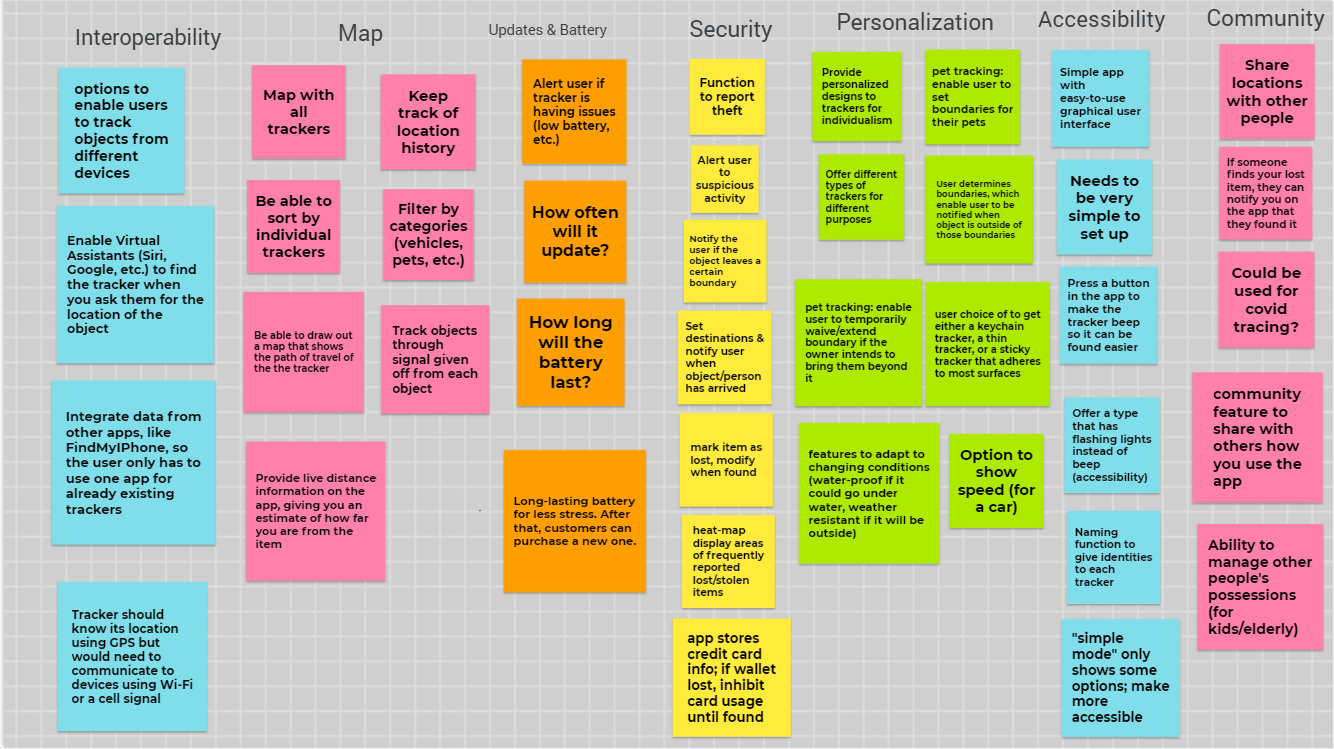 Interoperability
options to
enable users
to track
objects from
different
devices
Enable Virtual
Assistants (Siri,
Google, etc.) to find
the tracker when
you ask them for the
location of the
object
Integrate data from
other apps, like
FindMyIPhone, so
the user only has to
use one app for
already existing
trackers
Tracker should
know its location
using GPS but
would need to
communicate to
devices using Wi-Fi
or a cell signal
Map
Map with
all
trackers
Keep
track of
location
history
Be able to
sort by
individual
trackers
Filter by
categories
(vehicles,
pets, etc.)
Be able to draw out
a map that shows
the path of travel of
the the tracker
Track objects
through
signal given
off from each
object
Provide live distance
information on the
app, giving you an
estimate of how far
you are from the
item
Updates & Battery
Alert user if
tracker is
having issues
(low battery,
etc.)
How often
will it
update?
How long
will the
battery
last?
Long-lasting battery
for less stress. After
that, customers can
purchase a new one.
Security
Function
to report
theft
Alert user
to
suspicious
activity
Notify the
user if the
object leaves a
certain
boundary
Set
destinations &
notify user
when
object/person
has arrived
mark item as
lost, modify
when found
heat-map
display areas
of frequently
reported
lost/stolen
items
app stores
credit card
info; if wallet
lost, inhibit
card usage
until found
Personalization
Provide
personalized
designs to
trackers for
individualism
pet tracking:
enable user to
set
boundaries for
their pets
Offer different
types of
trackers for
different
purposes
User determines
boundaries, which
enable user to be
notified when
object is outside of
those boundaries
pet tracking: enable
user to temporarily
waive/extend
boundary if the
owner intends to
bring them beyond
it
user choice of to get
either a keychain
tracker, a thin
tracker, or a sticky
tracker that adheres
to most surfaces
features to adapt to
changing conditions
(water-proof if it
could go under
water, weather
resistant if it will be
outside)
Option to
show
speed (for
a car)
Accessibility
Simple app
with
easy-to-use
graphical user
interface
Needs to
be very
simple to
set up
Press a button
in the app to
make the
tracker beep
so it can be
found easier
Offer a type
that has
flashing lights
instead of
beep
(accessibility)
Naming
function to
give identities
to each
tracker
"simple
mode" only
shows some
options; make
more
accessible
Community
Share
locations
with other
people
If someone
finds your lost
item, they can
notify you on
the app that
they found it
Could be
used for
covid
tracing?
community
feature to
share with
others how
you use the
app
Ability to
manage other
people's
possessions
(for
kids/elderly)